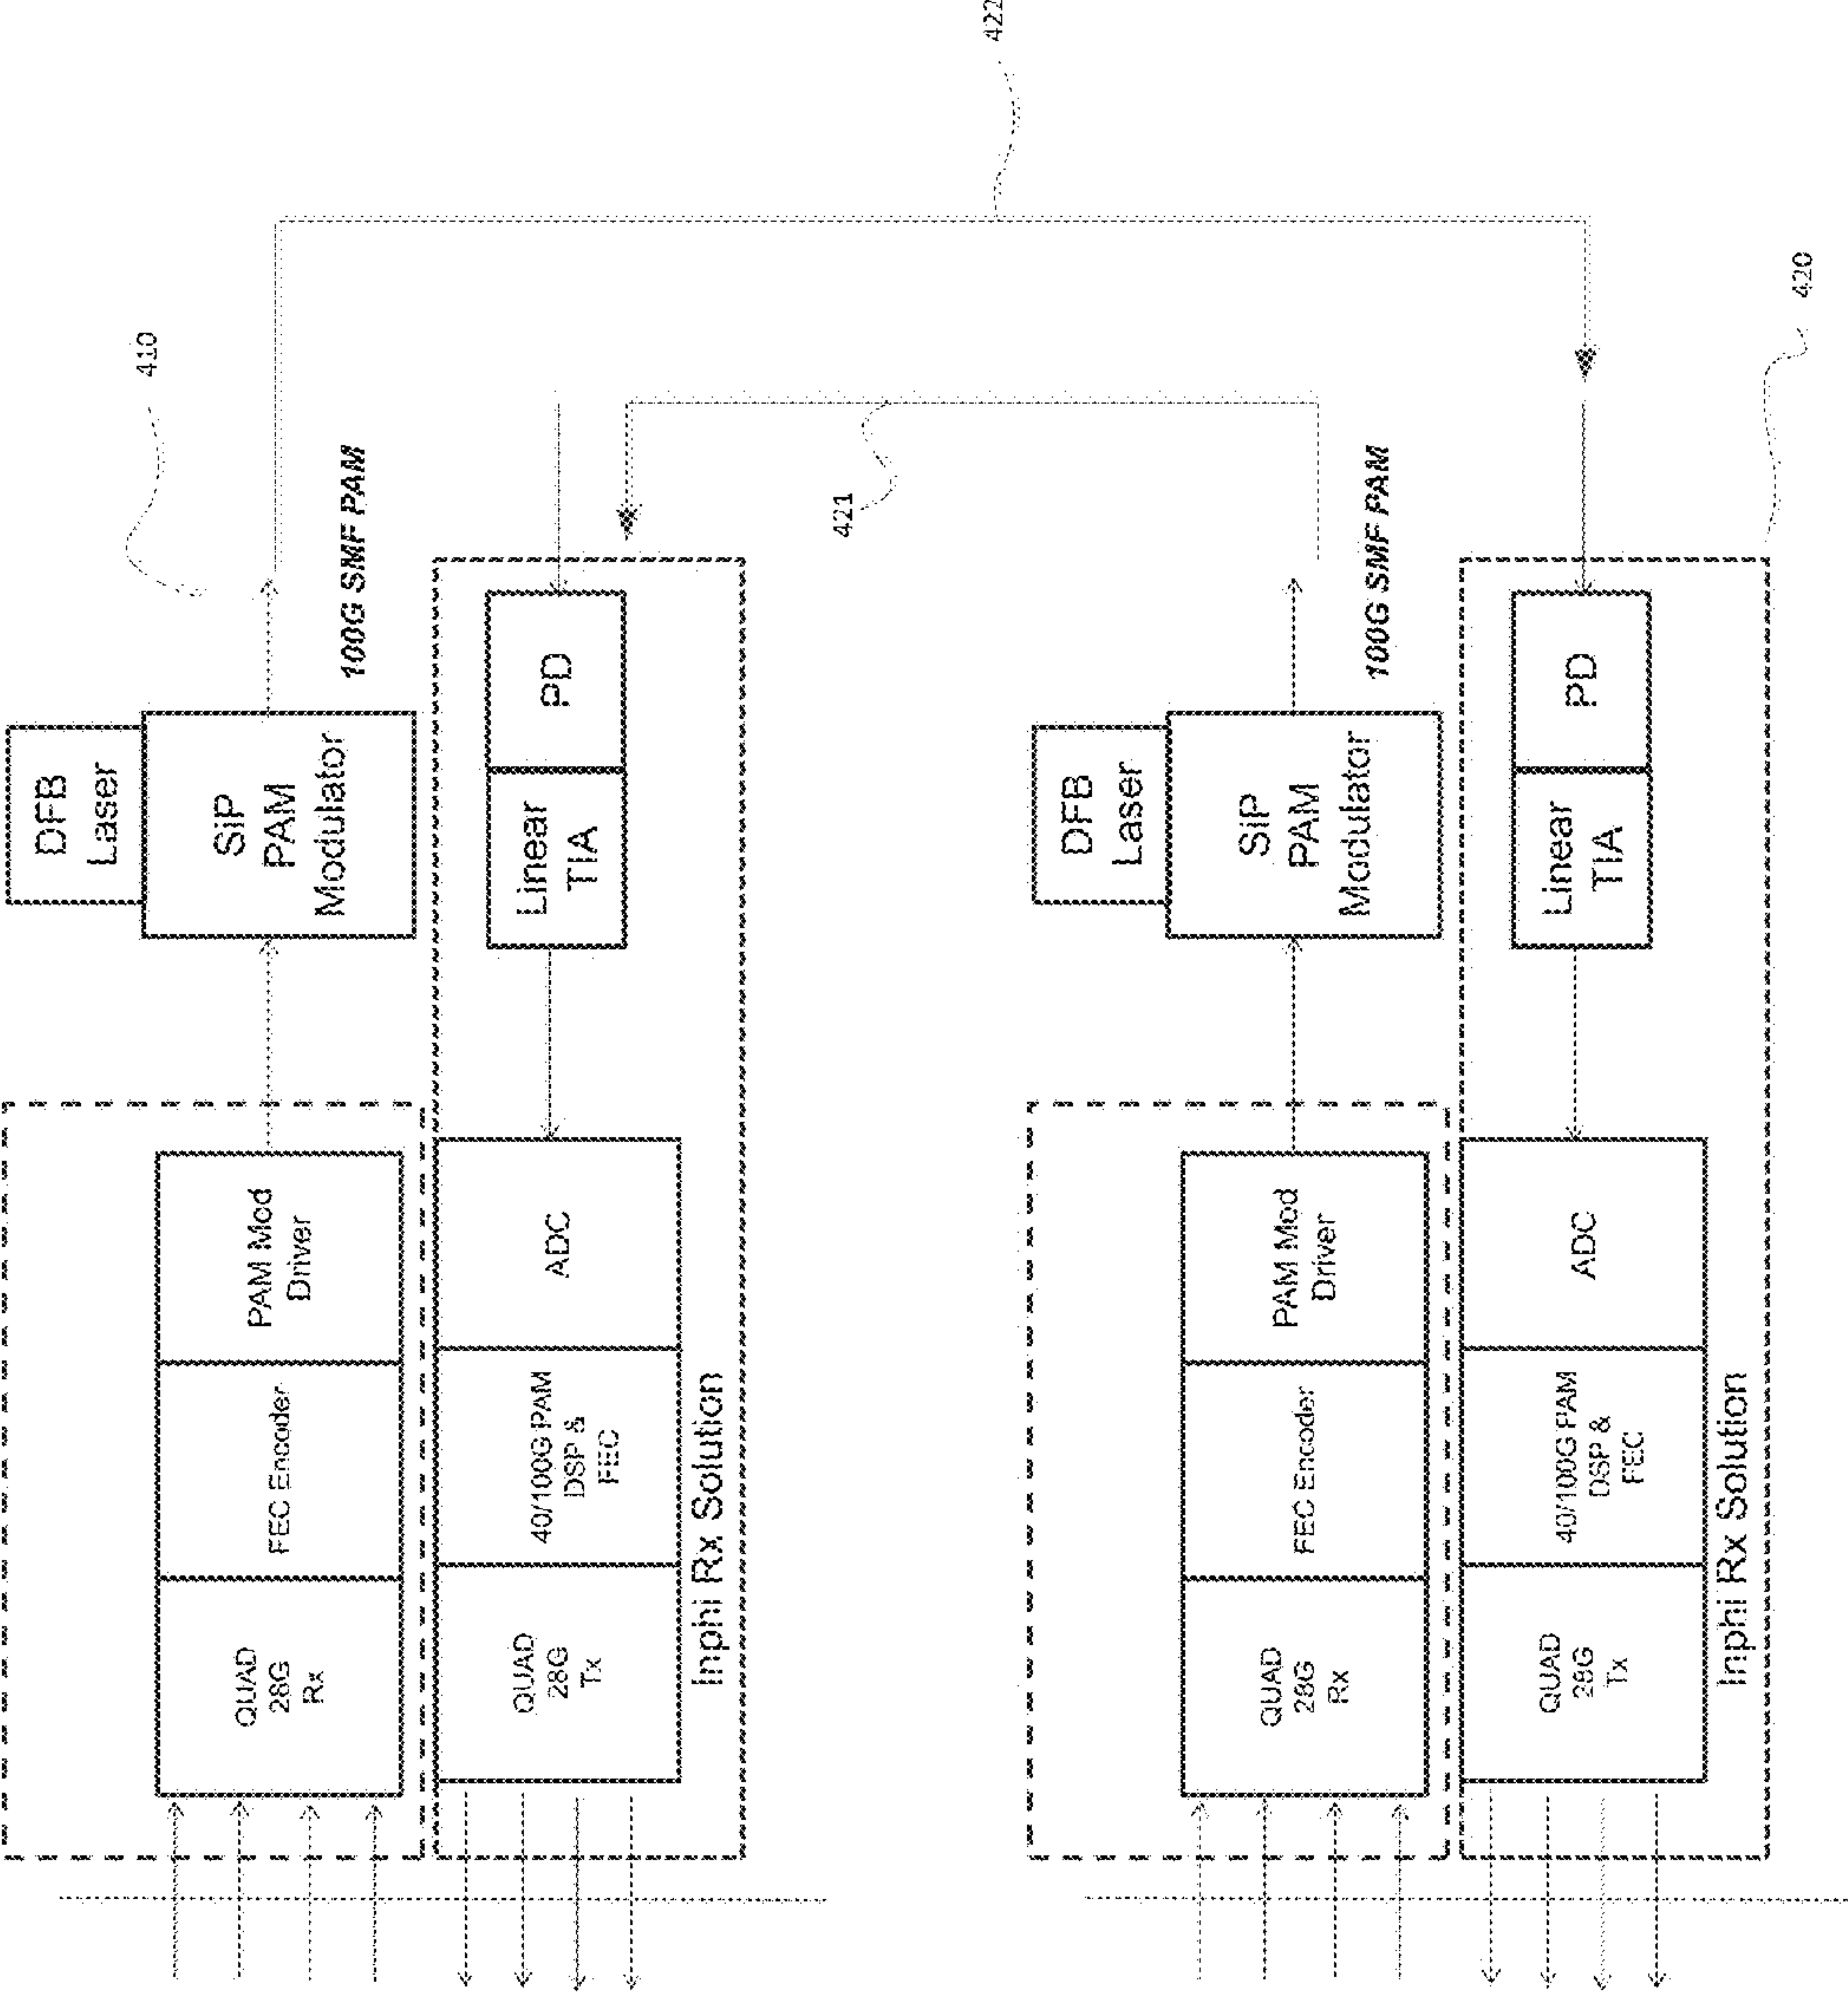 422
410
DFB
Laser
SiP
PAM
Modulator
100G SMF PAM
PAM Mod
Driver
FEC Encoder
QUAD
28G
Rx
PD
Linear
TIA
ADC
40/100G PAM
DSP &
FEC
QUAD
28G
Tx
Inphi Rx Solution
421
420
DFB
Laser
SiP
PAM
Modulator
100G SMF PAM
PAM Mod
Driver
FEC Encoder
QUAD
28G
Rx
PD
Linear
TIA
ADC
40/100G PAM
DSP &
FEC
QUAD
28G
Tx
Inphi Rx Solution